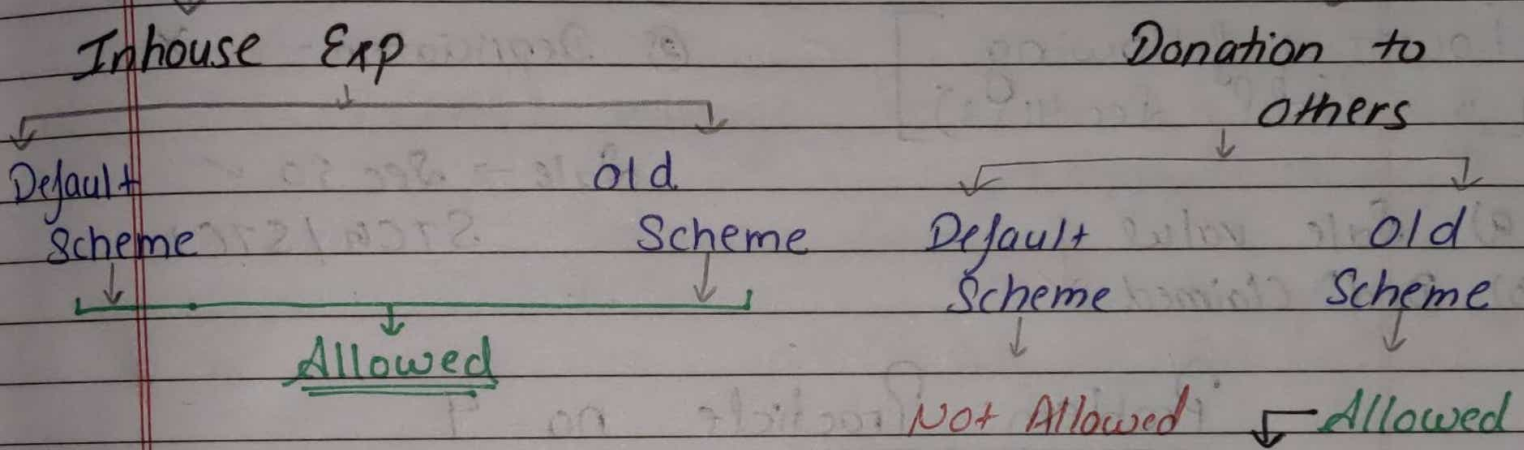 Inhouse Exp
Donation to
others
Default
Scheme
old
Scheme
Default
Scheme
Old
Scheme
Allowed
Not Allowed
Allowed